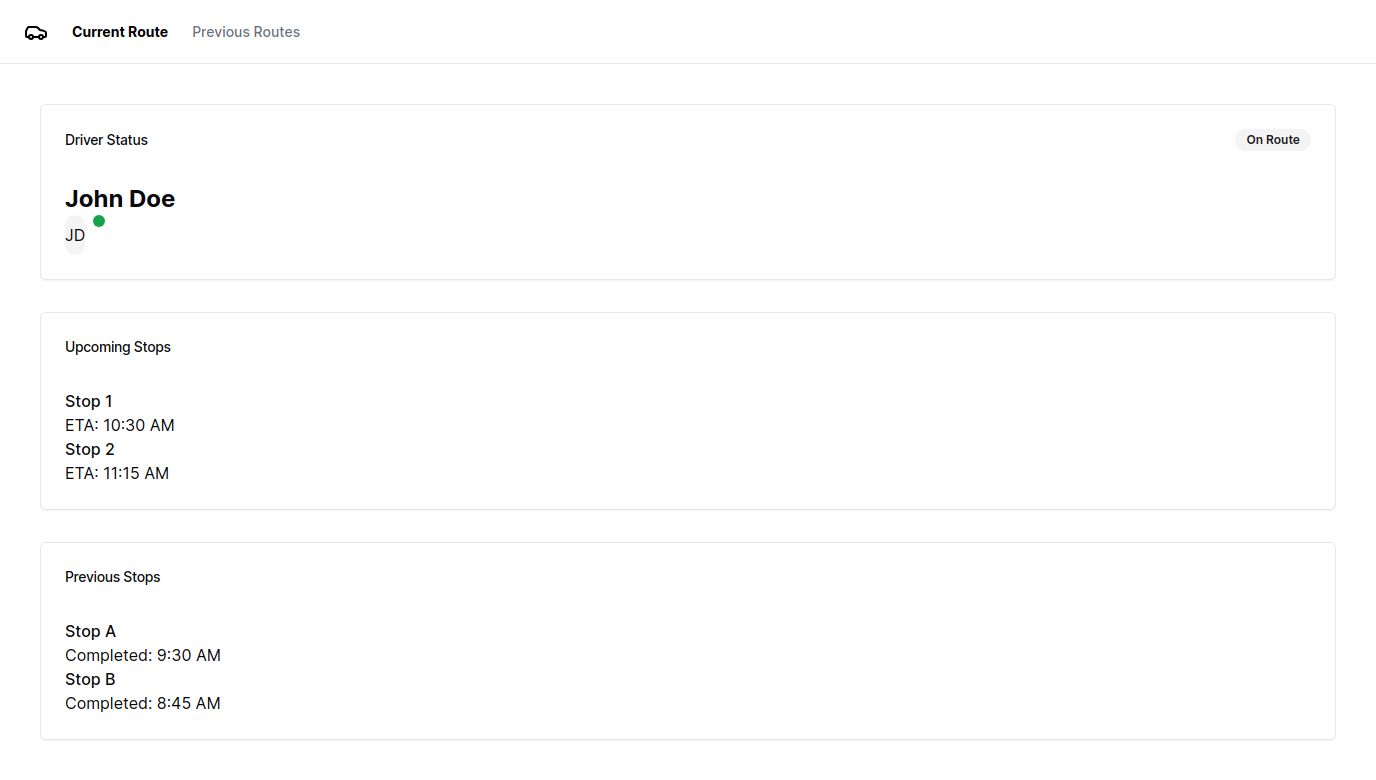 Current Route
Previous Routes
Driver Status
On Route
John Doe
JD
Upcoming Stops
Stop 1
ETA: 10:30 AM
Stop 2
ETA: 11:15 AM
Previous Stops
Stop A
Completed: 9:30 AM
Stop B
Completed: 8:45 AM